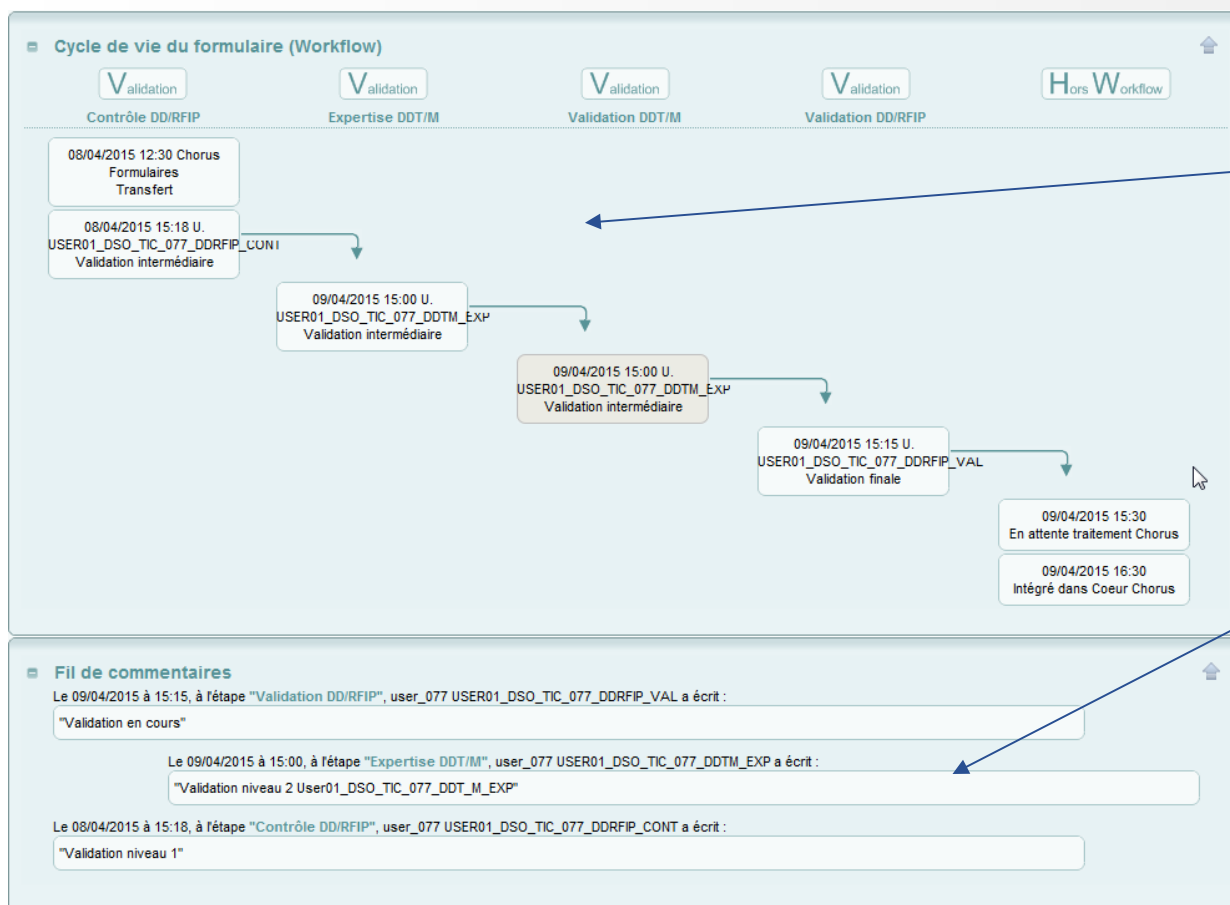 Cycle de vie du formulaire (Workflow)
Validation Validation Validation Validation Hors Workflow
Contrôle DD/RFIP Expertise DDT/M Validation DDT/M Validation DD/RFIP
08/04/2015 12:30 Chorus
Formulaires
Transfert
08/04/2015 15:18 U.
USER01_DSO_TIC_077_DDRFIP_CONT
Validation intermédiaire
09/04/2015 15:00 U.
USER01_DSO_TIC_077_DDTM_EXP
Validation intermédiaire
09/04/2015 15:00 U.
USER01_DSO_TIC_077_DDTM_EXP
Validation intermédiaire
09/04/2015 15:15 U.
USER01_DSO_TIC_077_DDRFIP_VAL
Validation finale
09/04/2015 15:30
En attente traitement Chorus
09/04/2015 16:30
Intégré dans Coeur Chorus
Fil de commentaires
Le 09/04/2015 à 15:15, à l'étape "Validation DD/RFIP", user_077 USER01_DSO_TIC_077_DDRFIP_VAL a écrit :
"Validation en cours"
Le 09/04/2015 à 15:00, à l'étape "Expertise DDT/M", user_077 USER01_DSO_TIC_077_DDTM_EXP a écrit :
"Validation niveau 2 User01_DSO_TIC_077_DDT_M_EXP"
Le 08/04/2015 à 15:18, à l'étape "Contrôle DD/RFIP", user_077 USER01_DSO_TIC_077_DDRFIP_CONT a écrit :
"Validation niveau 1"